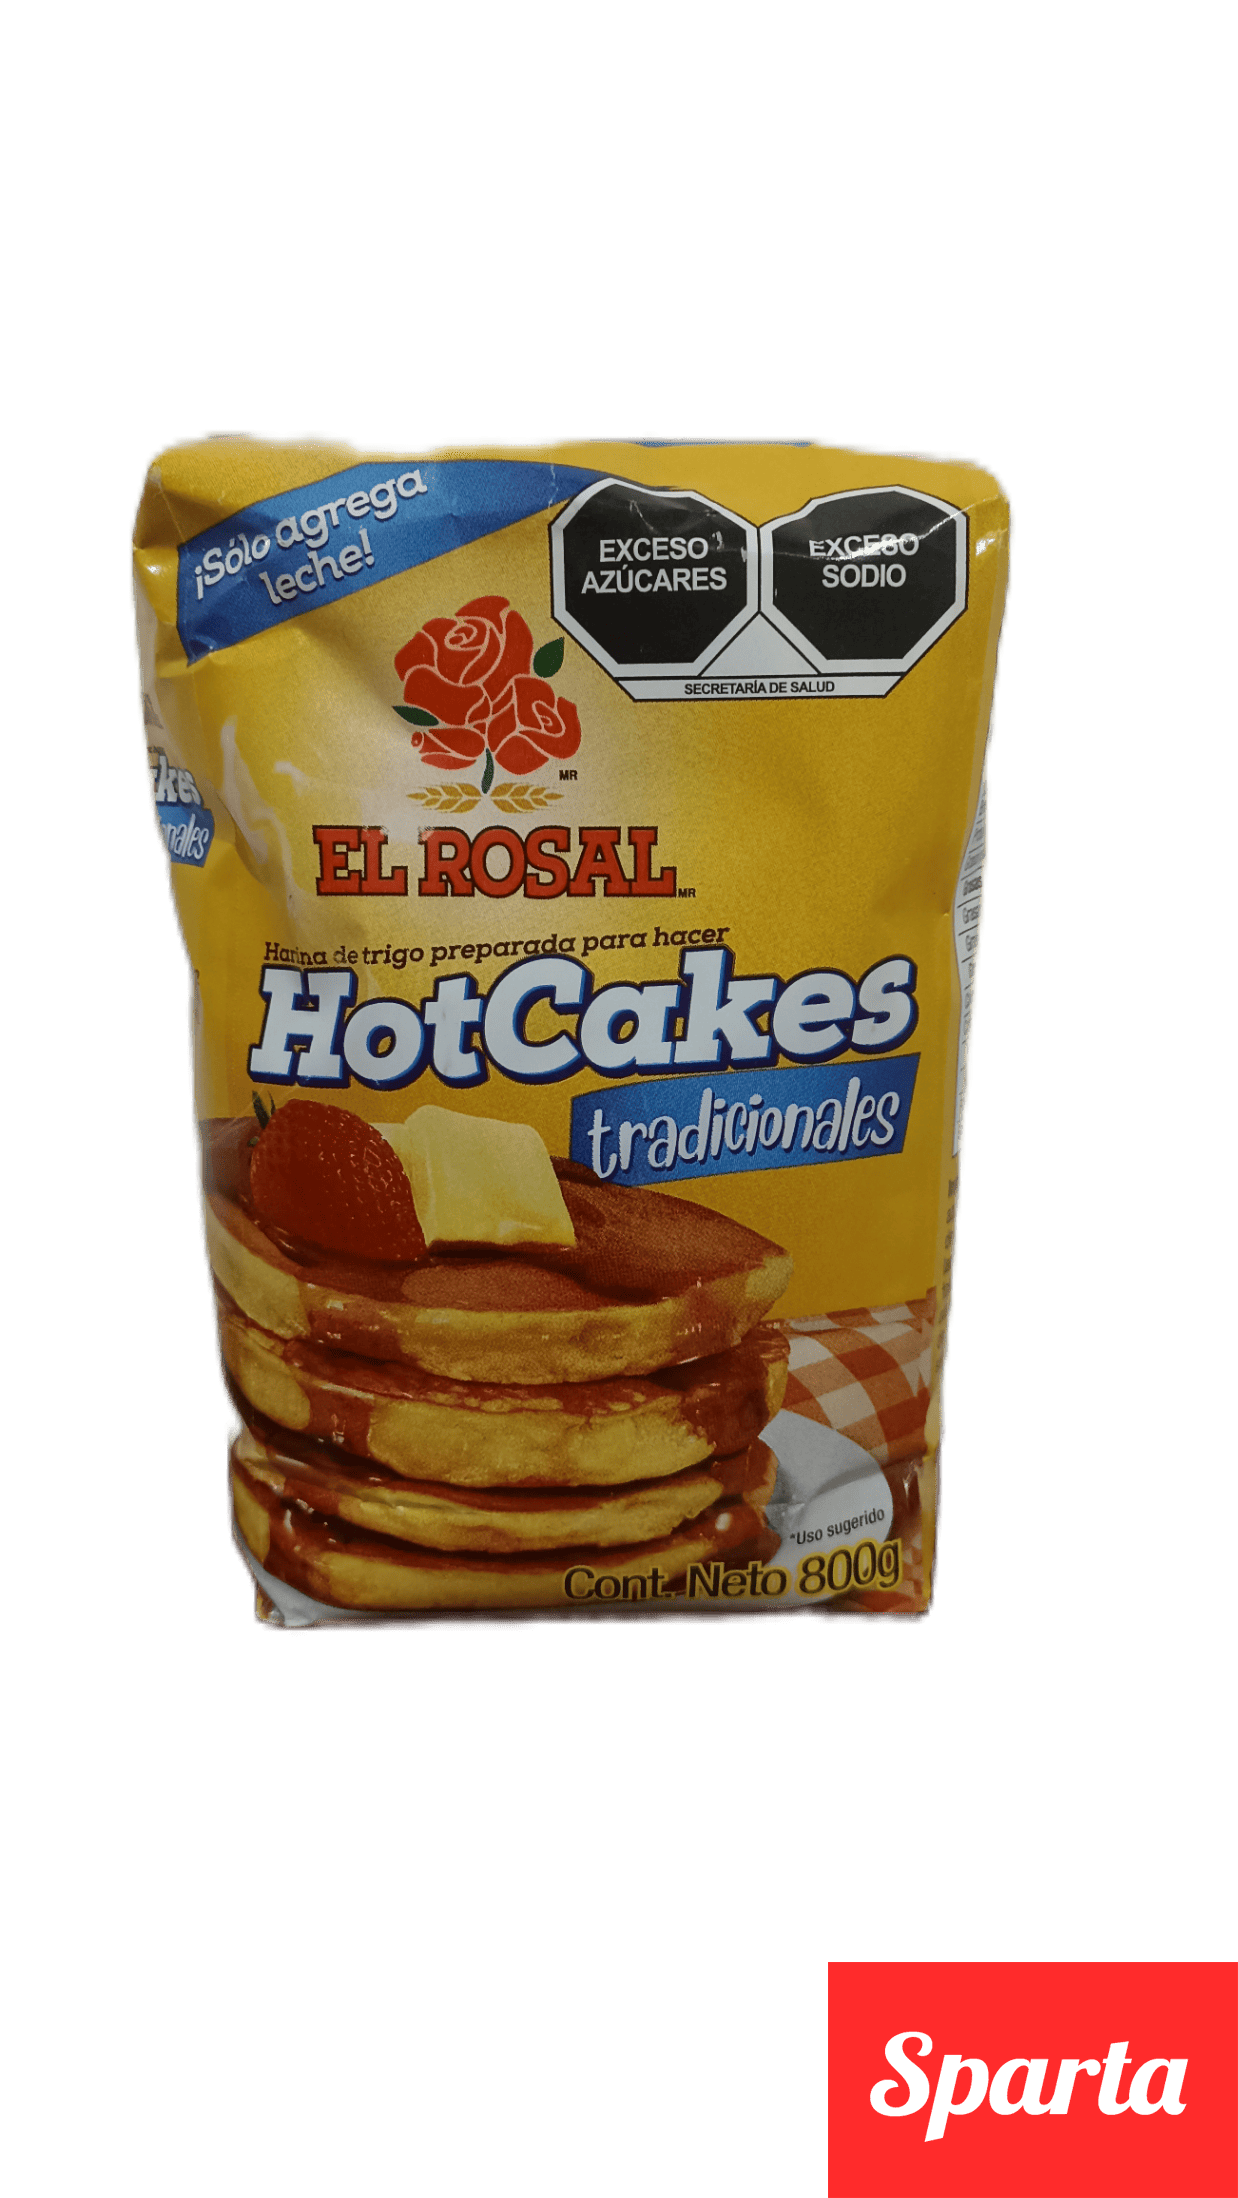 ¡Sólo agrega
leche!
EXCESO
AZÚCARES
EXCESO
SODIO
SECRETARÍA DE SALUD
MR
EL ROSAL
MR
Harina de trigo preparada para hacer
HotCakes
tradicionales
*Uso sugerido
Cont. Neto 800g
Sparta